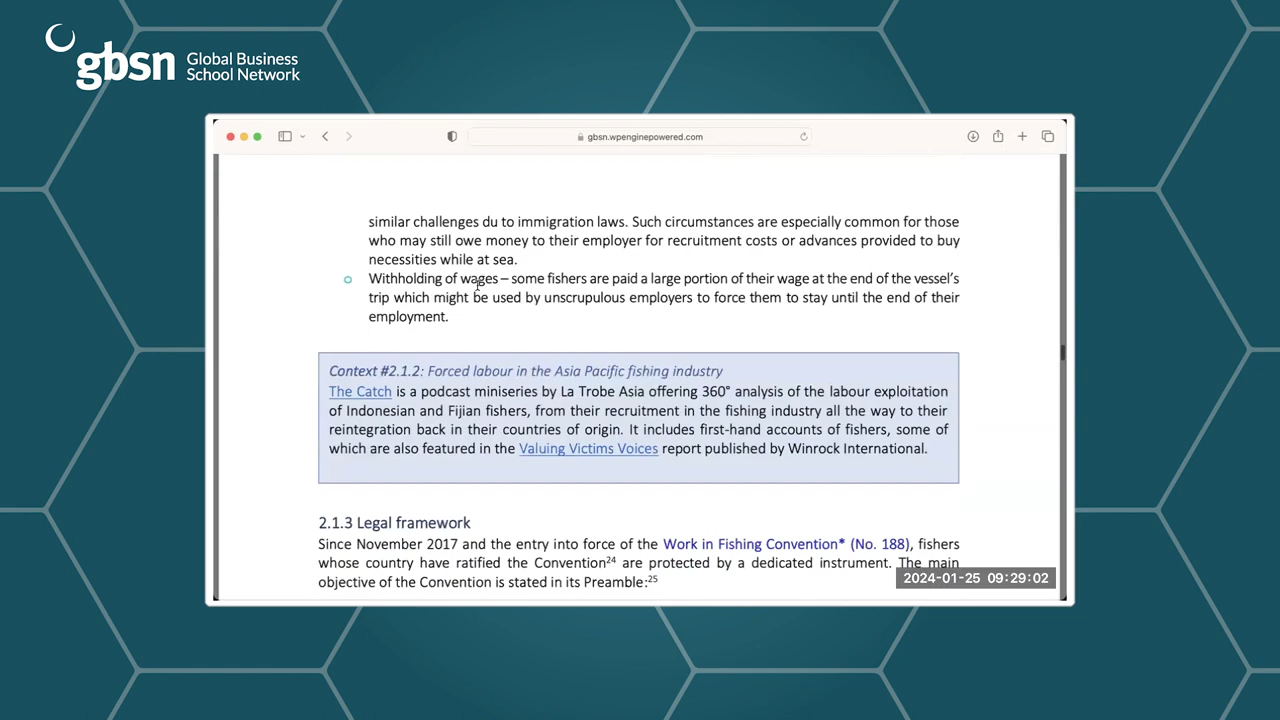 gbsn
Global Business
School Network
gbsn.wpenginepowered.com
similar challenges du to immigration laws. Such circumstances are especially common for those
who may still owe money to their employer for recruitment costs or advances provided to buy
necessities while at sea.
Withholding of wages – some fishers are paid a large portion of their wage at the end of the vessel's
trip which might be used by unscrupulous employers to force them to stay until the end of their
employment.
Context #2.1.2: Forced labour in the Asia Pacific fishing industry
The Catch is a podcast miniseries by La Trobe Asia offering 360° analysis of the labour exploitation
of Indonesian and Fijian fishers, from their recruitment in the fishing industry all the way to their
reintegration back in their countries of origin. It includes first-hand accounts of fishers, some of
which are also featured in the Valuing Victims Voices report published by Winrock International.
2.1.3 Legal framework
Since November 2017 and the entry into force of the Work in Fishing Convention* (No. 188), fishers
whose country have ratified the Convention24 are protected by a dedicated instrument. The main
objective of the Convention is stated in its Preamble:25
2024-01-25 09:29:02